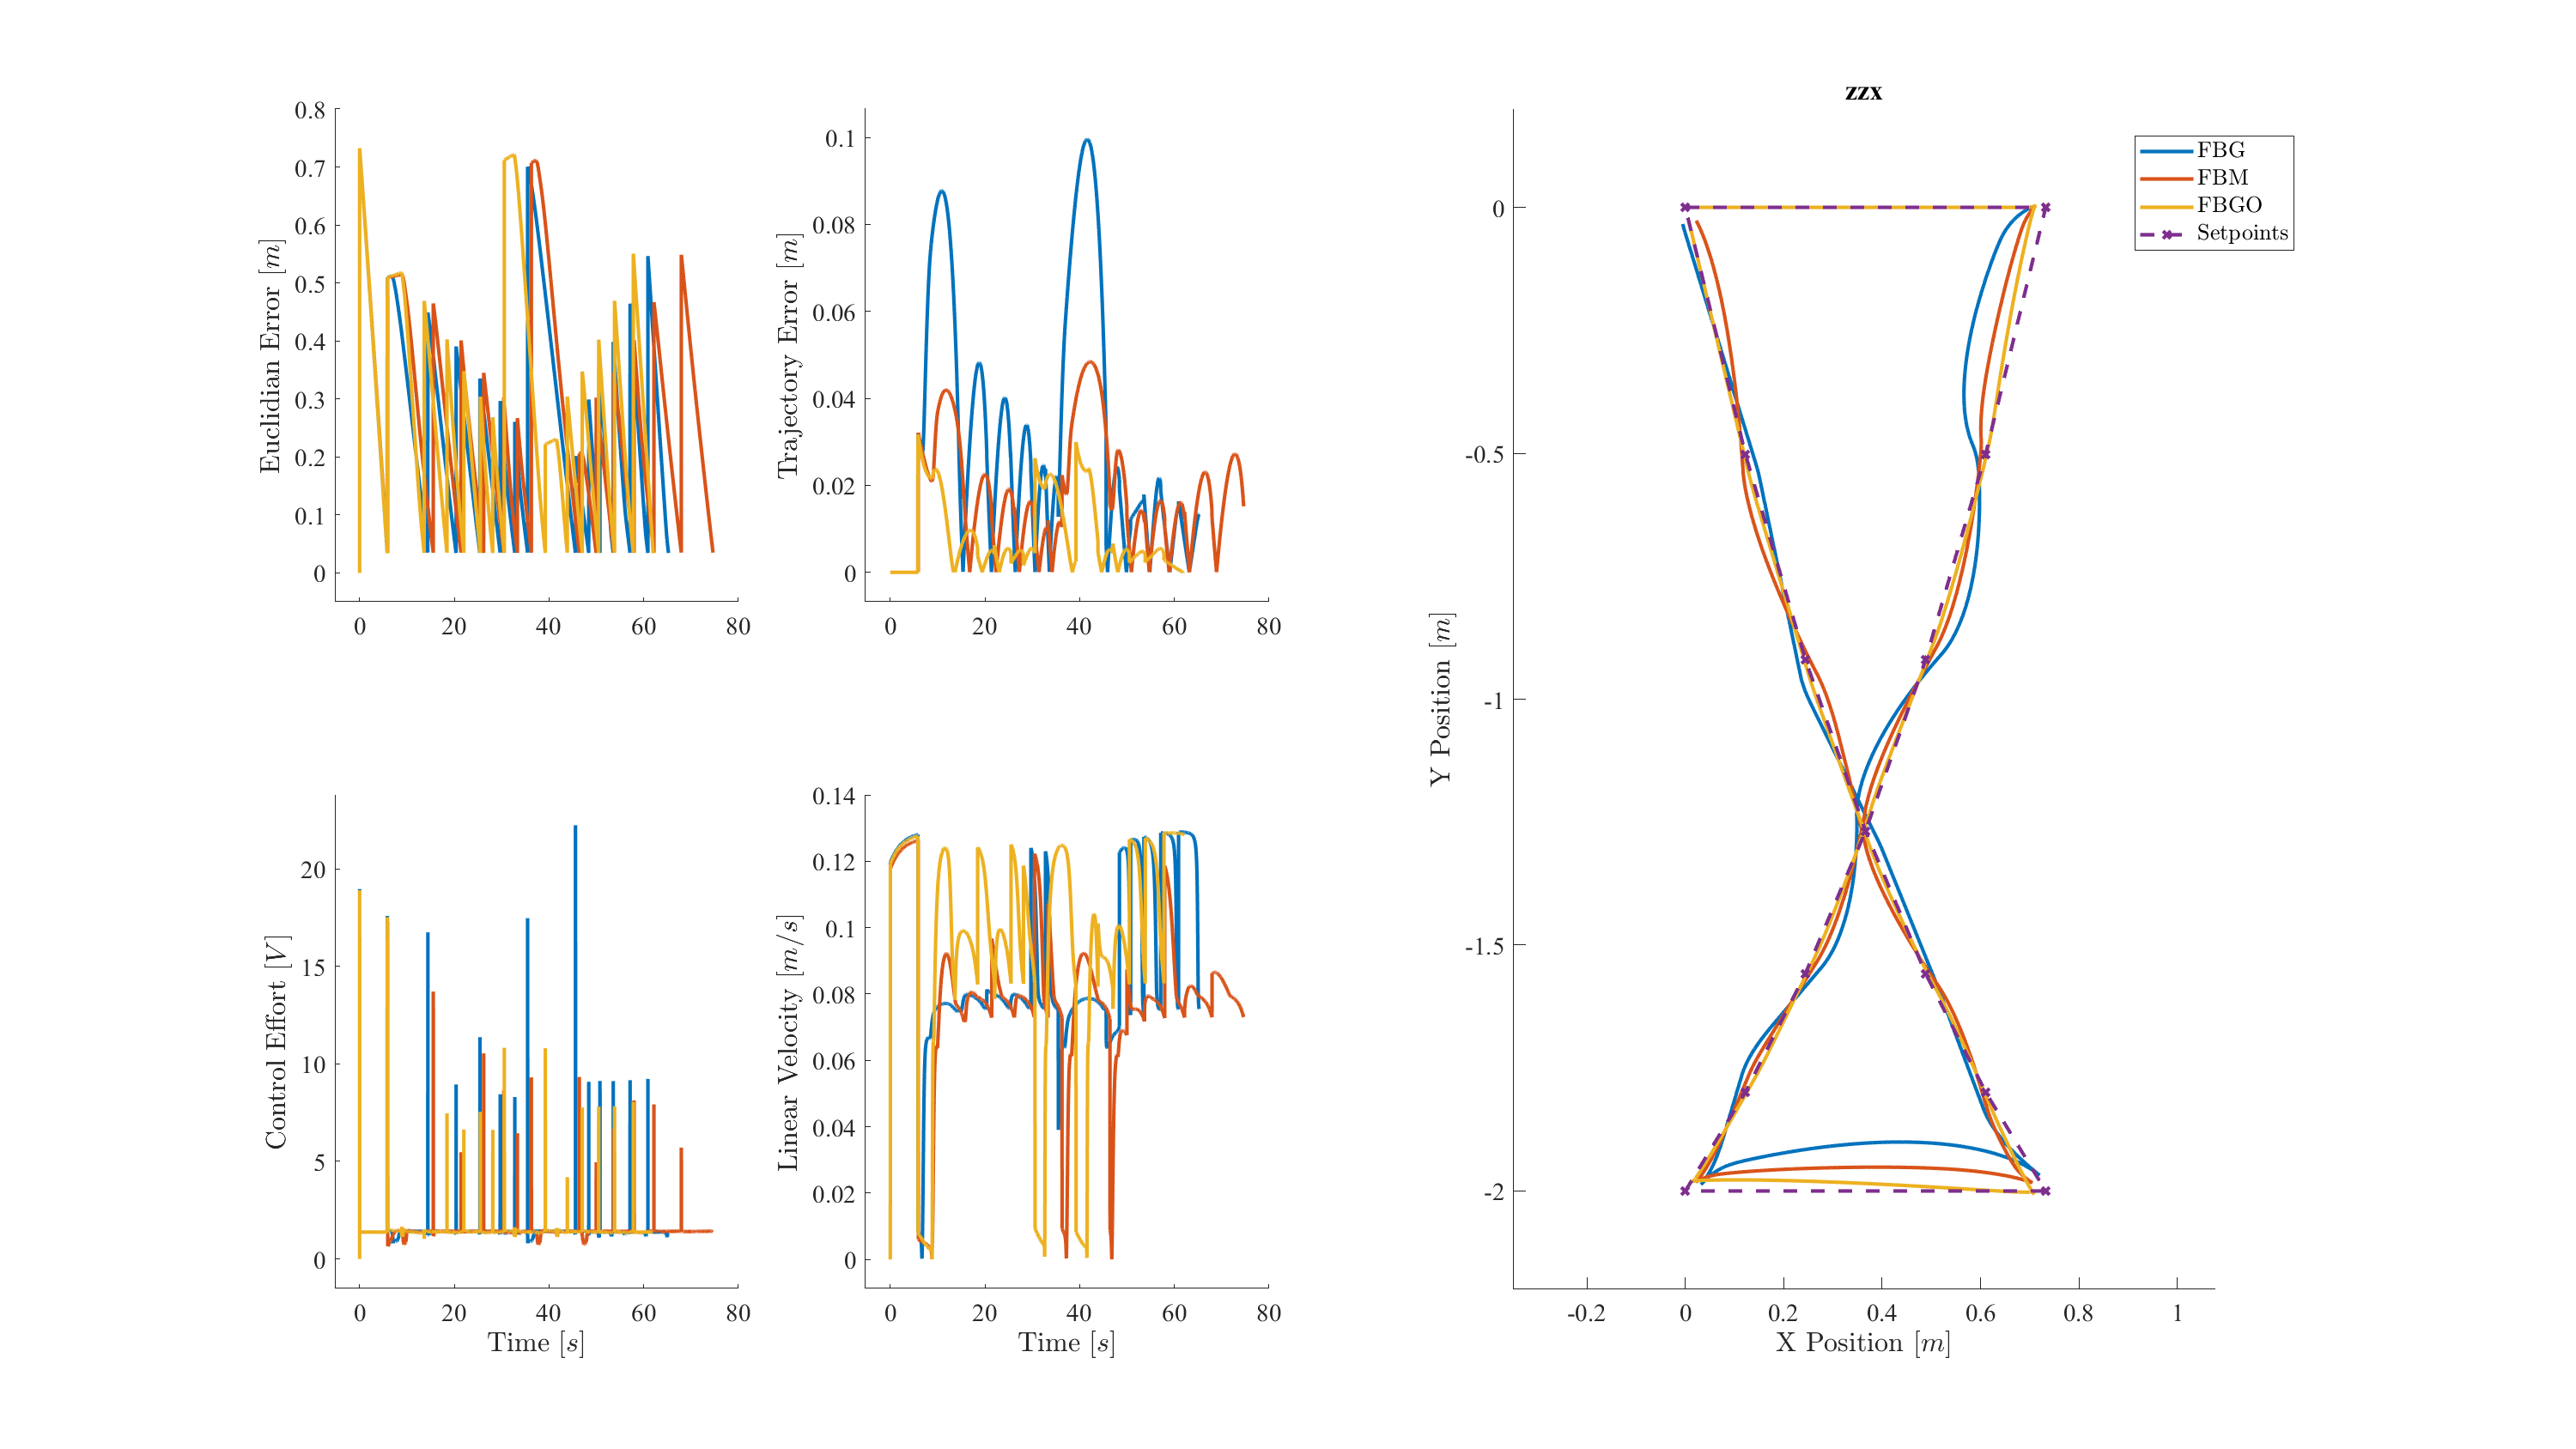 0.8
0.7
0.6
0.5
0.4
0.3
0.2
0.1
0
Euclidian Error [m]
0 20 40 60 80
0.1
0.08
0.06
0.04
0.02
0
Trajectory Error [m]
0 20 40 60 80
20
15
10
5
0
Control Effort [V]
0 20 40 60 80
Time [s]
0.14
0.12
0.1
0.08
0.06
0.04
0.02
0
Linear Velocity [m/s]
0 20 40 60 80
Time [s]
zzx
FBG
FBM
FBGO
Setpoints
0
-0.5
-1
-1.5
-2
Y Position [m]
-0.2 0 0.2 0.4 0.6 0.8 1
X Position [m]